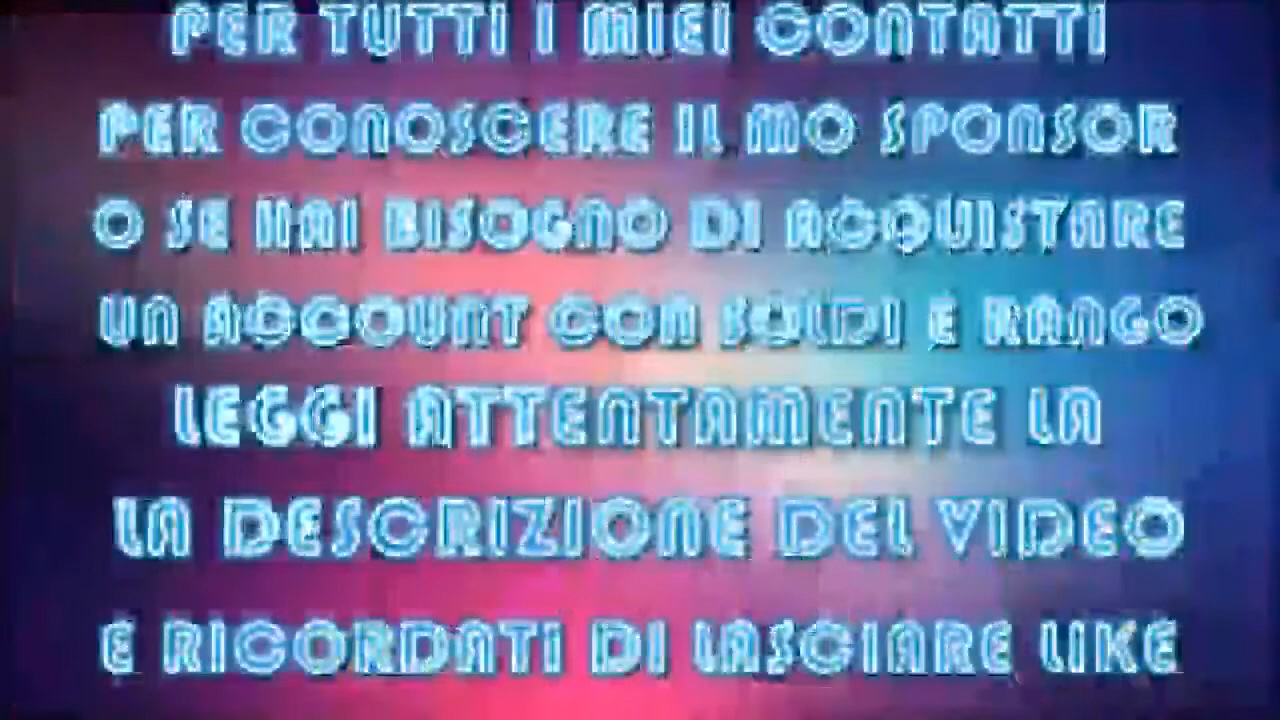 PER TUTTI I MIEI CONTATTI
PER CONOSCERE IL MO SPONSOR
O SE HAI BISOGNO DI ACQUISTARE
UN ACCOUNT CON SOLDI E RANGO
LEGGI ATTENTAMENTE LA
LA DESCRIZIONE DEL VIDEO
E RICORDATI DI LASCIARE LIKE